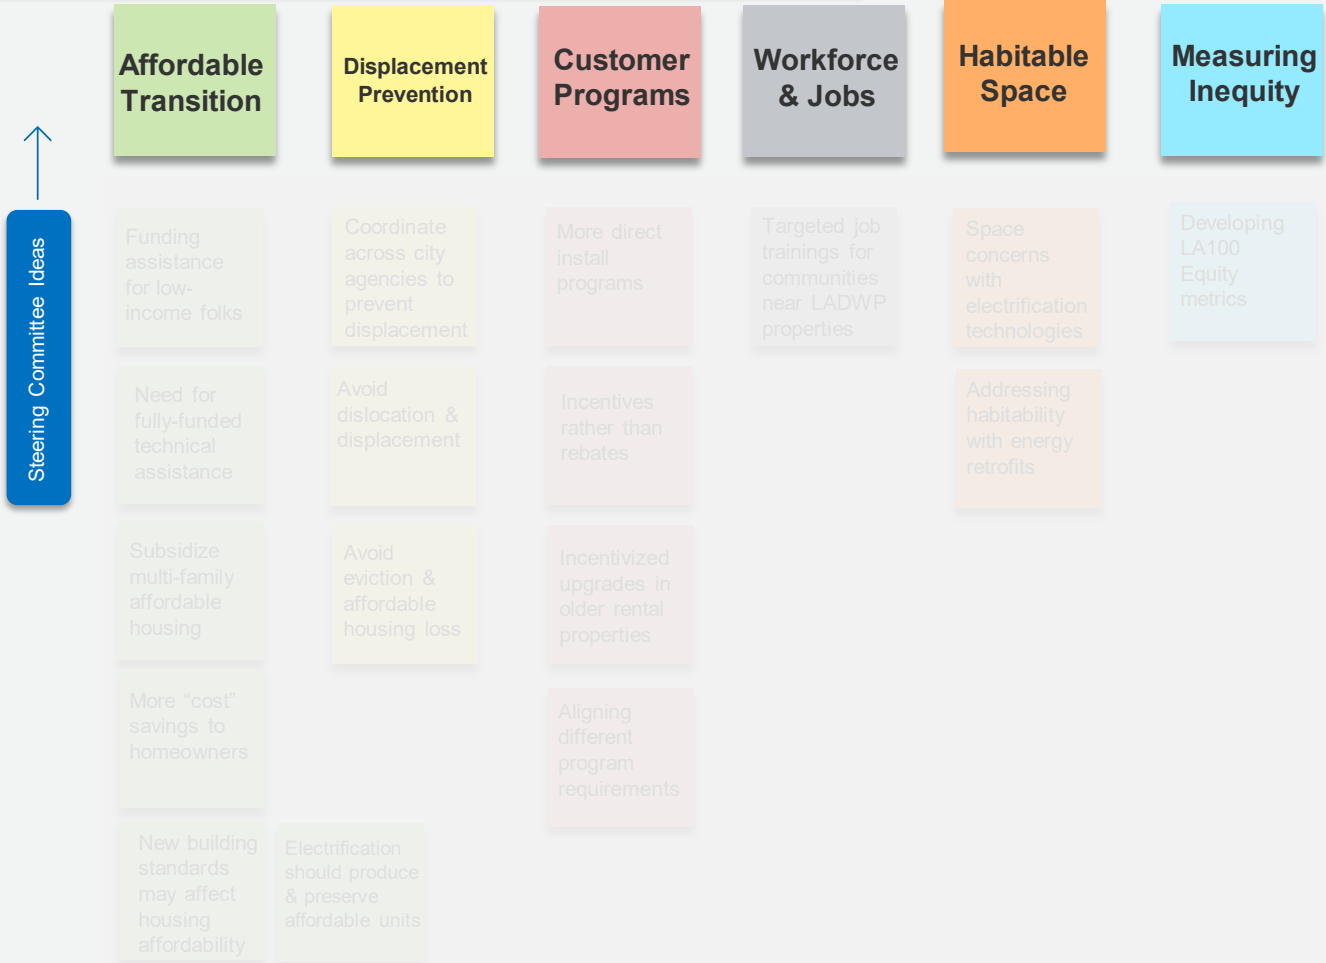 Affordable
Transition
Displacement
Prevention
Customer
Programs
Workforce
& Jobs
Habitable
Space
Measuring
Inequity
Steering Committee Ideas
Funding
assistance
for low-
income folks
Coordinate
across city
agencies to
prevent
displacement
More direct
install
programs
Targeted job
trainings for
communities
near LADWP
properties
Space
concerns
with
electrification
technologies
Developing
LA100
Equity
metrics
Need for
fully-funded
technical
assistance
Avoid
dislocation &
displacement
Incentives
rather than
rebates
Addressing
habitability
with energy
retrofits
Subsidize
multi-family
affordable
housing
Avoid
eviction &
affordable
housing loss
Incentivized
upgrades in
older rental
properties
More “cost”
savings to
homeowners
Aligning
different
program
requirements
New building
standards
may affect
housing
affordability
Electrification
should produce
& preserve
affordable units